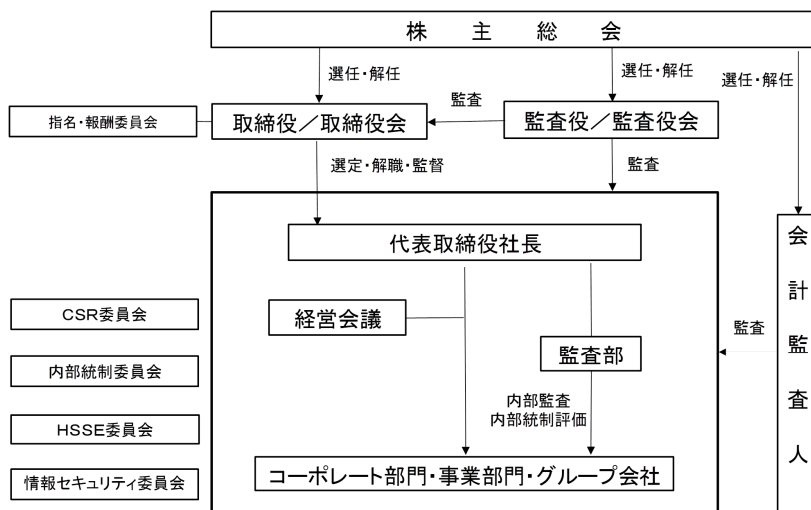 株主総会
選任・解任
選任・解任
選任・解任
指名・報酬委員会
取締役／取締役会
監査
監査役／監査役会
選定・解職・監督
監査
代表取締役社長
会計監査人
CSR委員会
経営会議
監査
監査部
内部統制委員会
内部監査
内部統制評価
HSSE委員会
コーポレート部門・事業部門・グループ会社
情報セキュリティ委員会